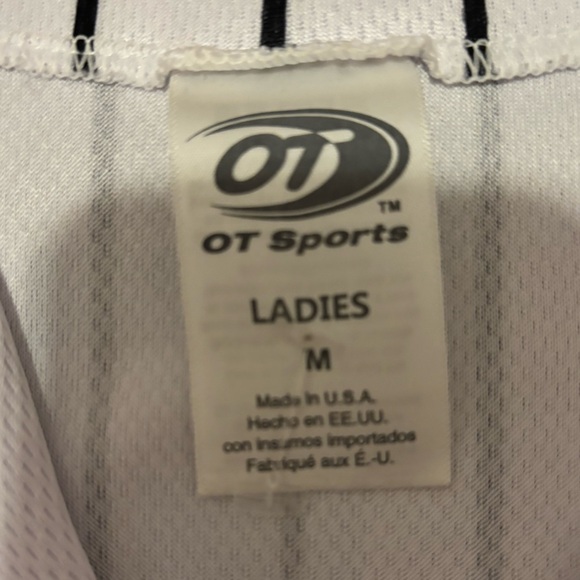 OT
TM
OT Sports
LADIES
M
Made in U.S.A.
Hecho en EE.UU.
con insumos importados
Fabriqué aux É.-U.